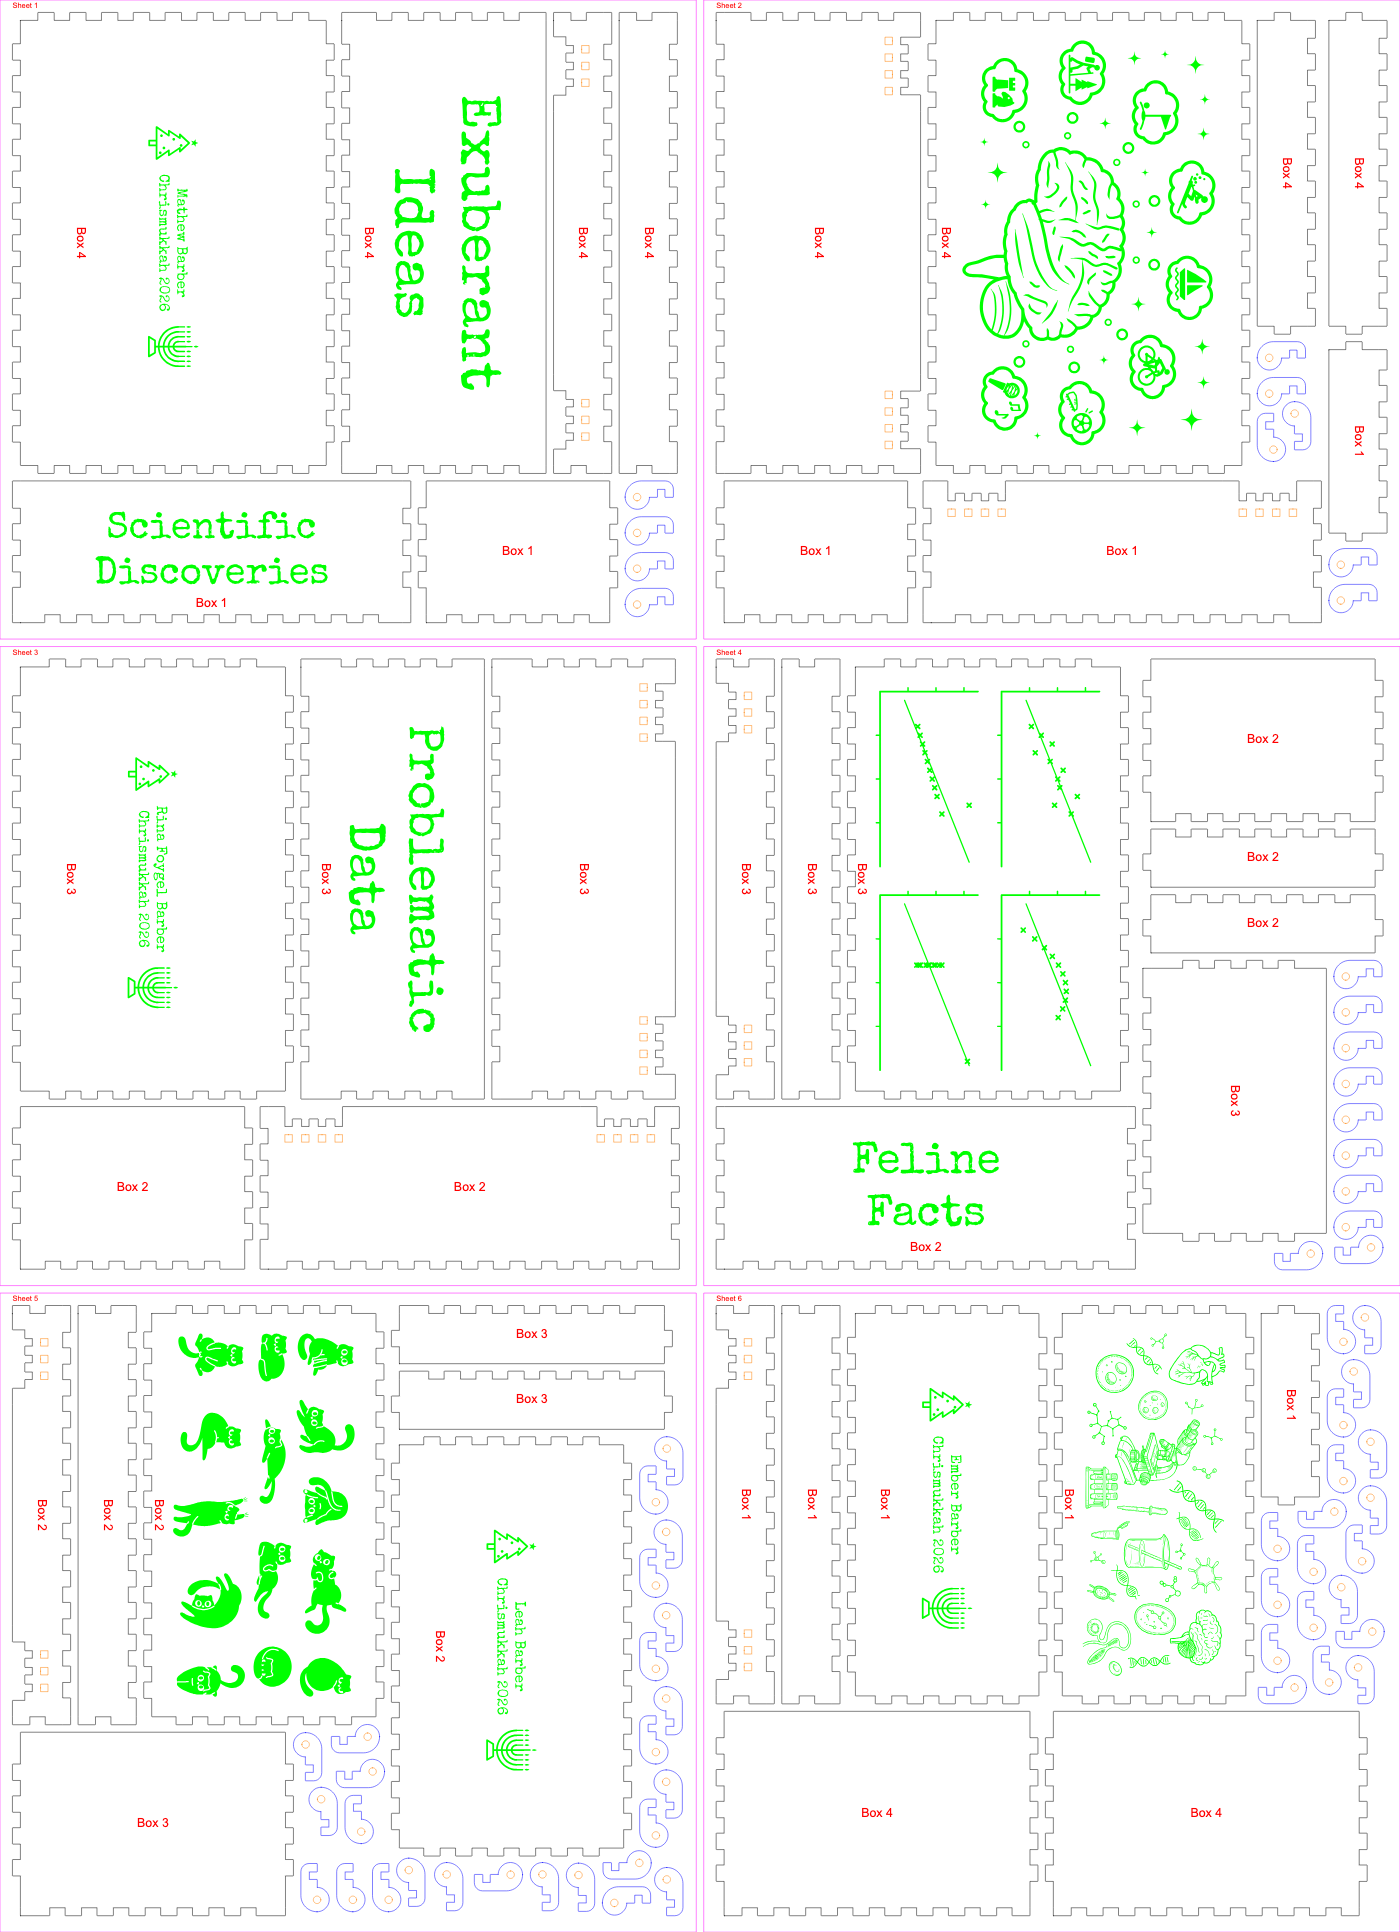 Sheet 1
Box 4
Mathew Barber
Chrismukkah 2026
Exuberant
Ideas
Box 4
Box 4
Box 4
Scientific
Discoveries
Box 1
Box 1
Sheet 2
Box 4
Box 4
Box 4
Box 4
Box 1
Box 1
Box 1
Sheet 3
Box 3
Rina Foygel Barber
Chrismukkah 2026
Problematic
Data
Box 3
Box 3
Box 2
Box 2
Sheet 4
Box 3
Box 3
Box 3
Box 2
Box 2
Box 2
Box 3
Feline
Facts
Box 2
Sheet 5
Box 2
Box 2
Box 2
Box 3
Box 3
Leah Barber
Chrismukkah 2026
Box 2
Box 3
Sheet 6
Box 1
Box 1
Box 1
Ember Barber
Chrismukkah 2026
Box 1
Box 1
Box 4
Box 4